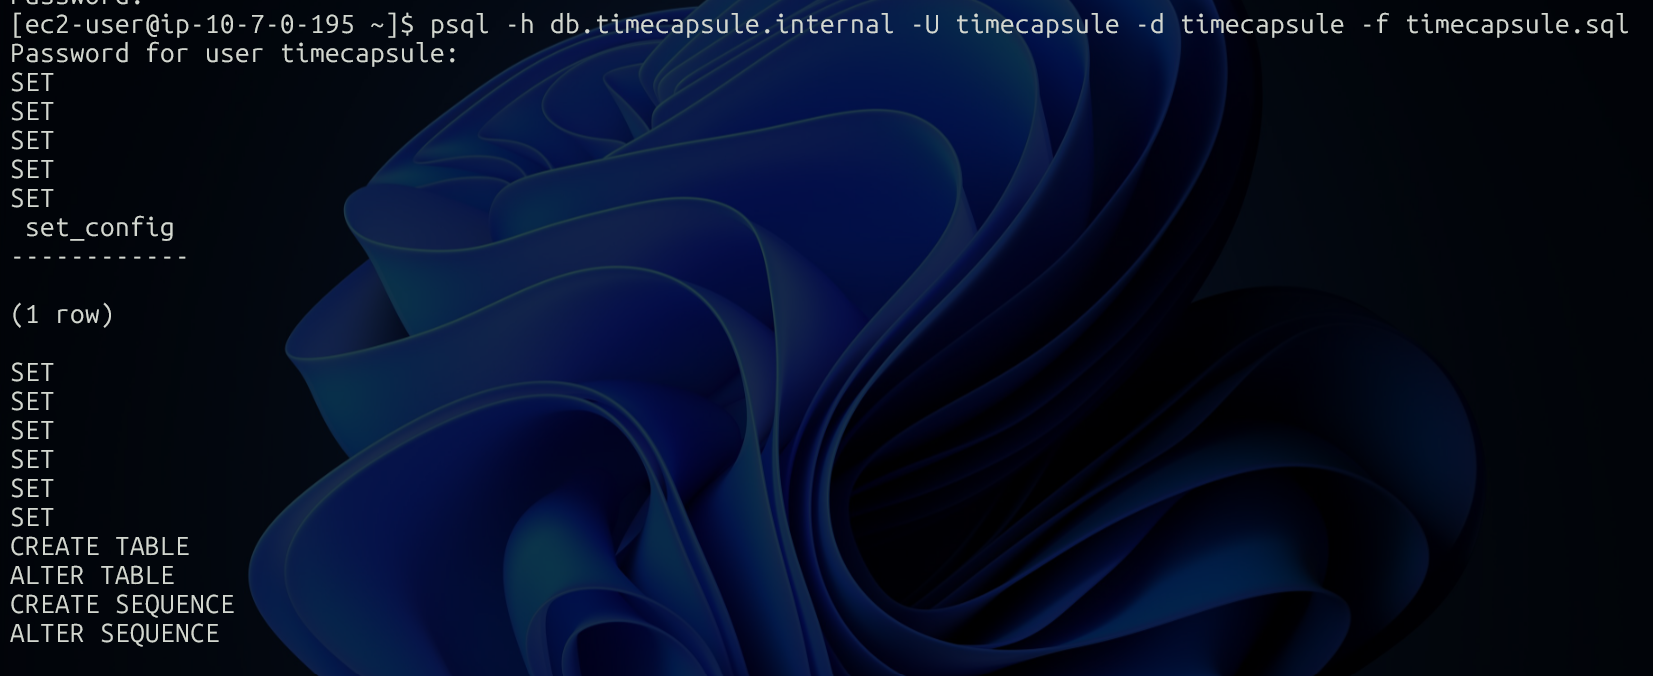 Password:
[ec2-user@ip-10-7-0-195 ~]$ psql -h db.timecapsule.internal -U timecapsule -d timecapsule -f timecapsule.sql
Password for user timecapsule:
SET
SET
SET
SET
SET
 set_config
------------
(1 row)
SET
SET
SET
SET
SET
SET
CREATE TABLE
ALTER TABLE
CREATE SEQUENCE
ALTER SEQUENCE